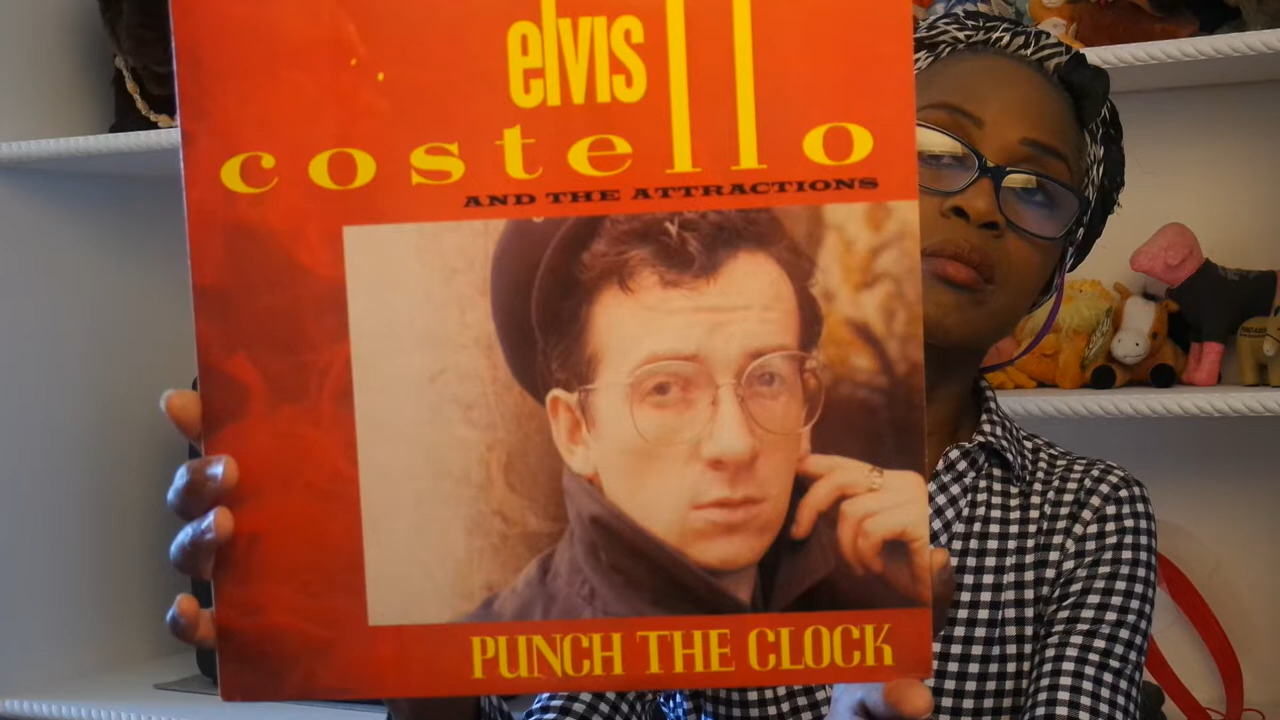 elvis
costello
AND THE ATTRACTIONS
PUNCH THE CLOCK